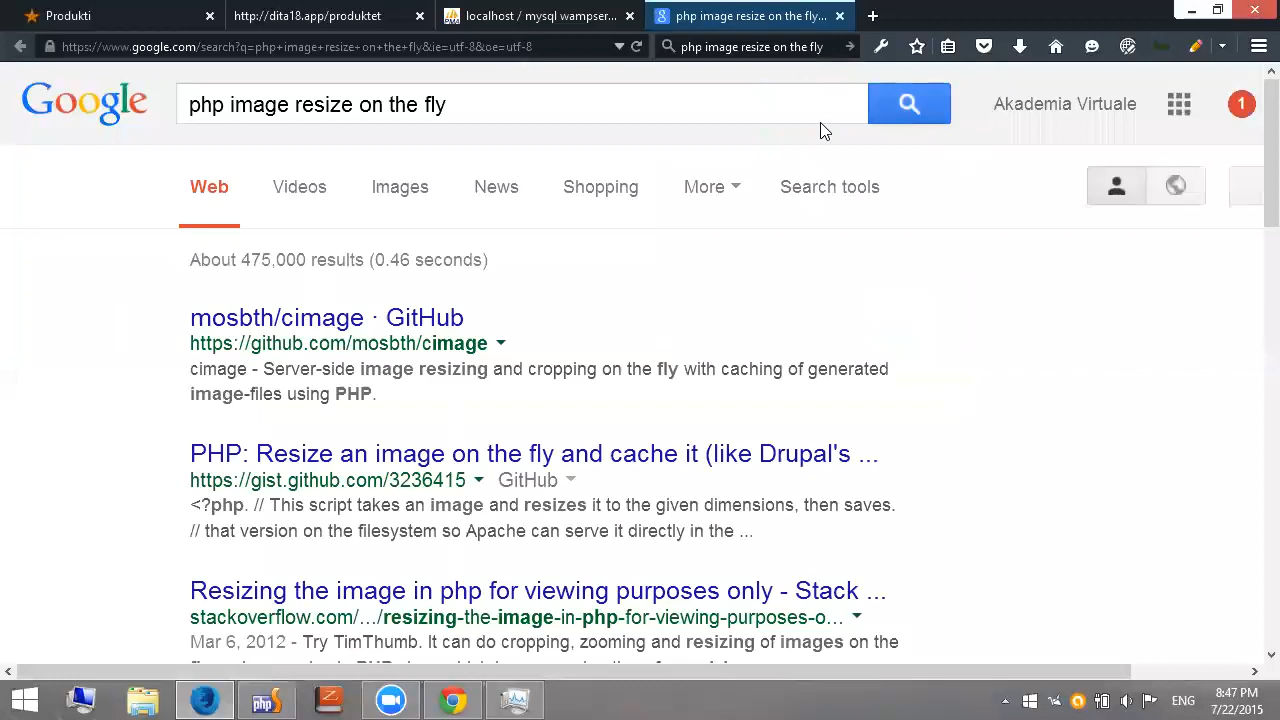 Produkti
http://dita18.app/produktet
localhost / mysql wampser...
php image resize on the fly...
https://www.google.com/search?q=php+image+resize+on+the+fly&ie=utf-8&oe=utf-8
php image resize on the fly
Google
php image resize on the fly
Akademia Virtuale
1
Web
Videos
Images
News
Shopping
More
Search tools
About 475,000 results (0.46 seconds)
mosbth/cimage · GitHub
https://github.com/mosbth/cimage
cimage - Server-side image resizing and cropping on the fly with caching of generated
image-files using PHP.
PHP: Resize an image on the fly and cache it (like Drupal's ...
https://gist.github.com/3236415 GitHub
<?php. // This script takes an image and resizes it to the given dimensions, then saves.
// that version on the filesystem so Apache can serve it directly in the ...
Resizing the image in php for viewing purposes only - Stack ...
stackoverflow.com/.../resizing-the-image-in-php-for-viewing-purposes-o...
Mar 6, 2012 - Try TimThumb. It can do cropping, zooming and resizing of images on the
php
ENG
8:47 PM
7/22/2015